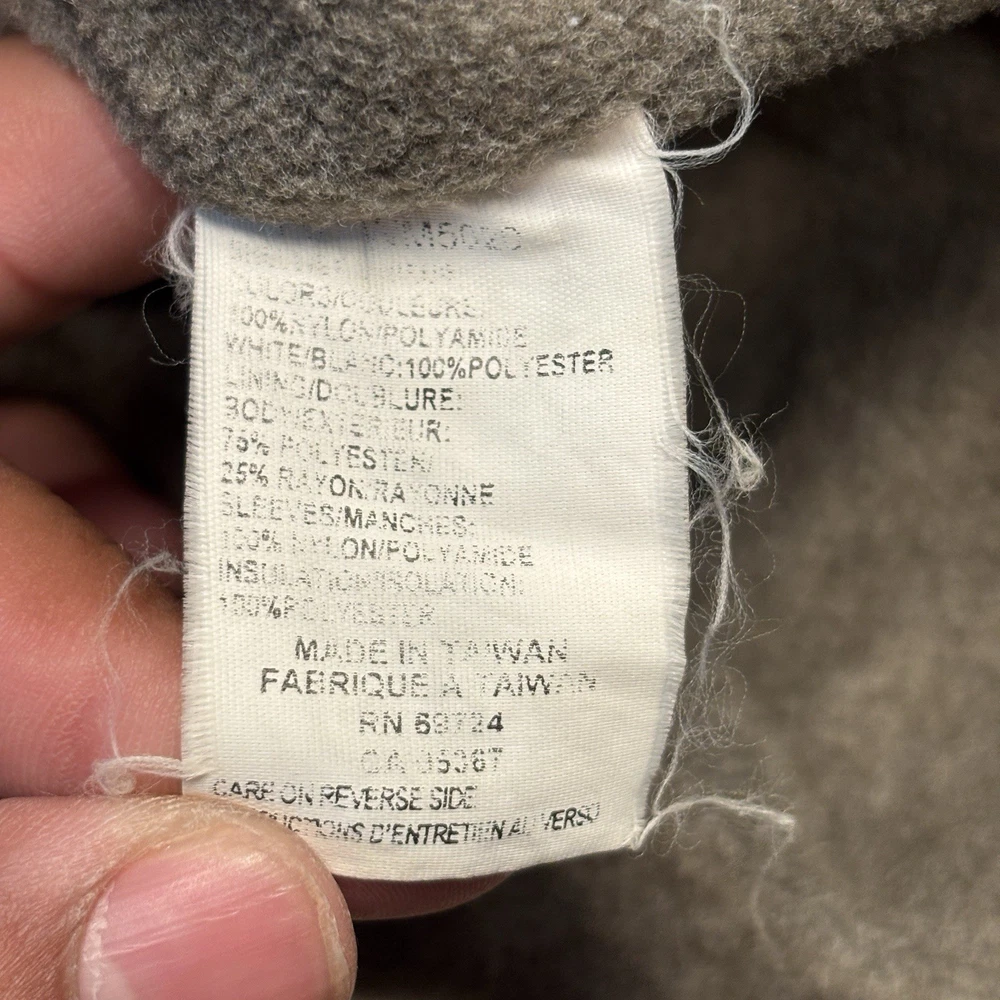 COLORS/COULEURS:
100%NYLON/POLYAMIDE
WHITE/BLANC:100%POLYESTER
LINING/DOUBLURE:
BODY/EXTERIEUR:
75% POLYESTER/
25% RAYON/RAYONNE
SLEEVES/MANCHES:
100% NYLON/POLYAMIDE
INSULATION/ISOLATION:
100%POLYESTER
MADE IN TAIWAN
FABRIQUE A TAIWAN
RN 69724
CA 05367
CARE ON REVERSE SIDE
D'ENTRETIEN AU VERSO